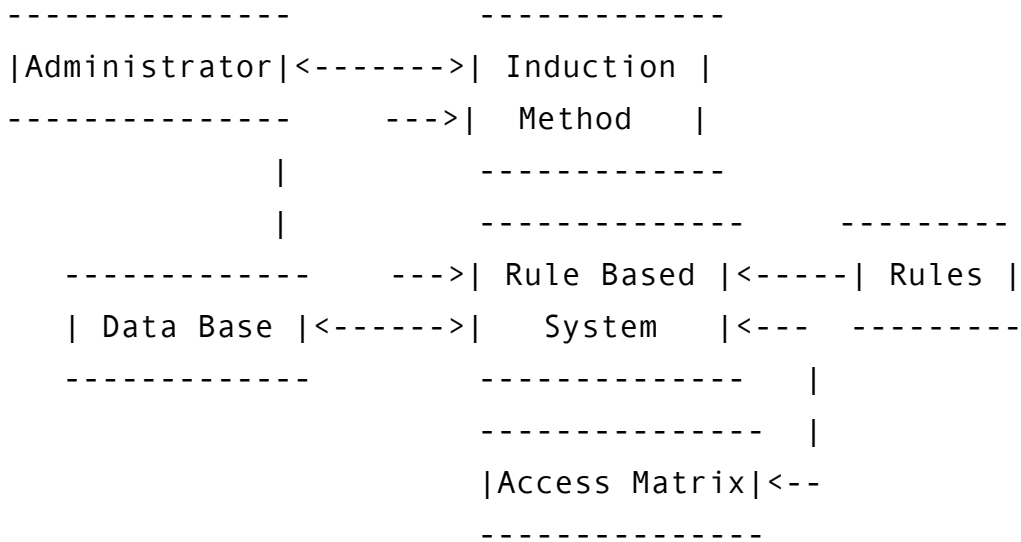 ---------------          -------------
|Administrator|<------->| Induction |
---------------     --->|  Method   |
              |          -------------
              |          --------------     ---------
   -------------    --->| Rule Based |<-----| Rules |
   | Data Base |<------>|   System   |<---  ---------
   -------------         --------------   |
                         ---------------  |
                         |Access Matrix|<--
                         ---------------